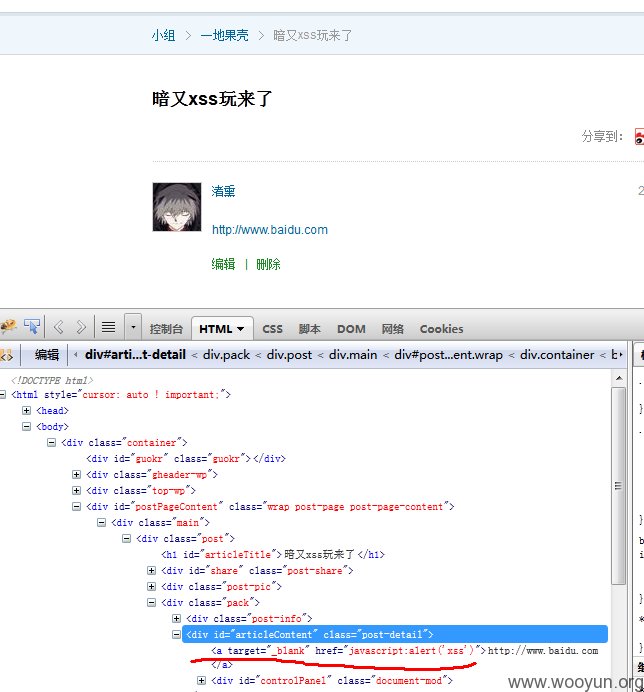 小组 > 一地果壳 > 暗又xss玩来了
暗又xss玩来了
分享到:
渚熏
2
http://www.baidu.com
编辑 | 删除
控制台 HTML CSS 脚本 DOM 网络 Cookies
编辑 div#arti...t-detail < div.pack < div.post < div.main < div#post...ent.wrap < div.container < b
<!DOCTYPE html>
<html style="cursor: auto ! important;">
<head>
<body>
<div class="container">
<div id="guokr" class="guokr"></div>
<div class="gheader-wp">
<div class="top-wp">
<div id="postPageContent" class="wrap post-page post-page-content">
<div class="main">
<div class="post">
<h1 id="articleTitle">暗又xss玩来了</h1>
<div id="share" class="post-share">
<div class="post-pic">
<div class="pack">
<div class="post-info">
<div id="articleContent" class="post-detail">
<a target="_blank" href="javascript:alert('xss')">http://www.baidu.com
</a>
<div id="controlPanel" class="document-mod">
www.wooyun.org